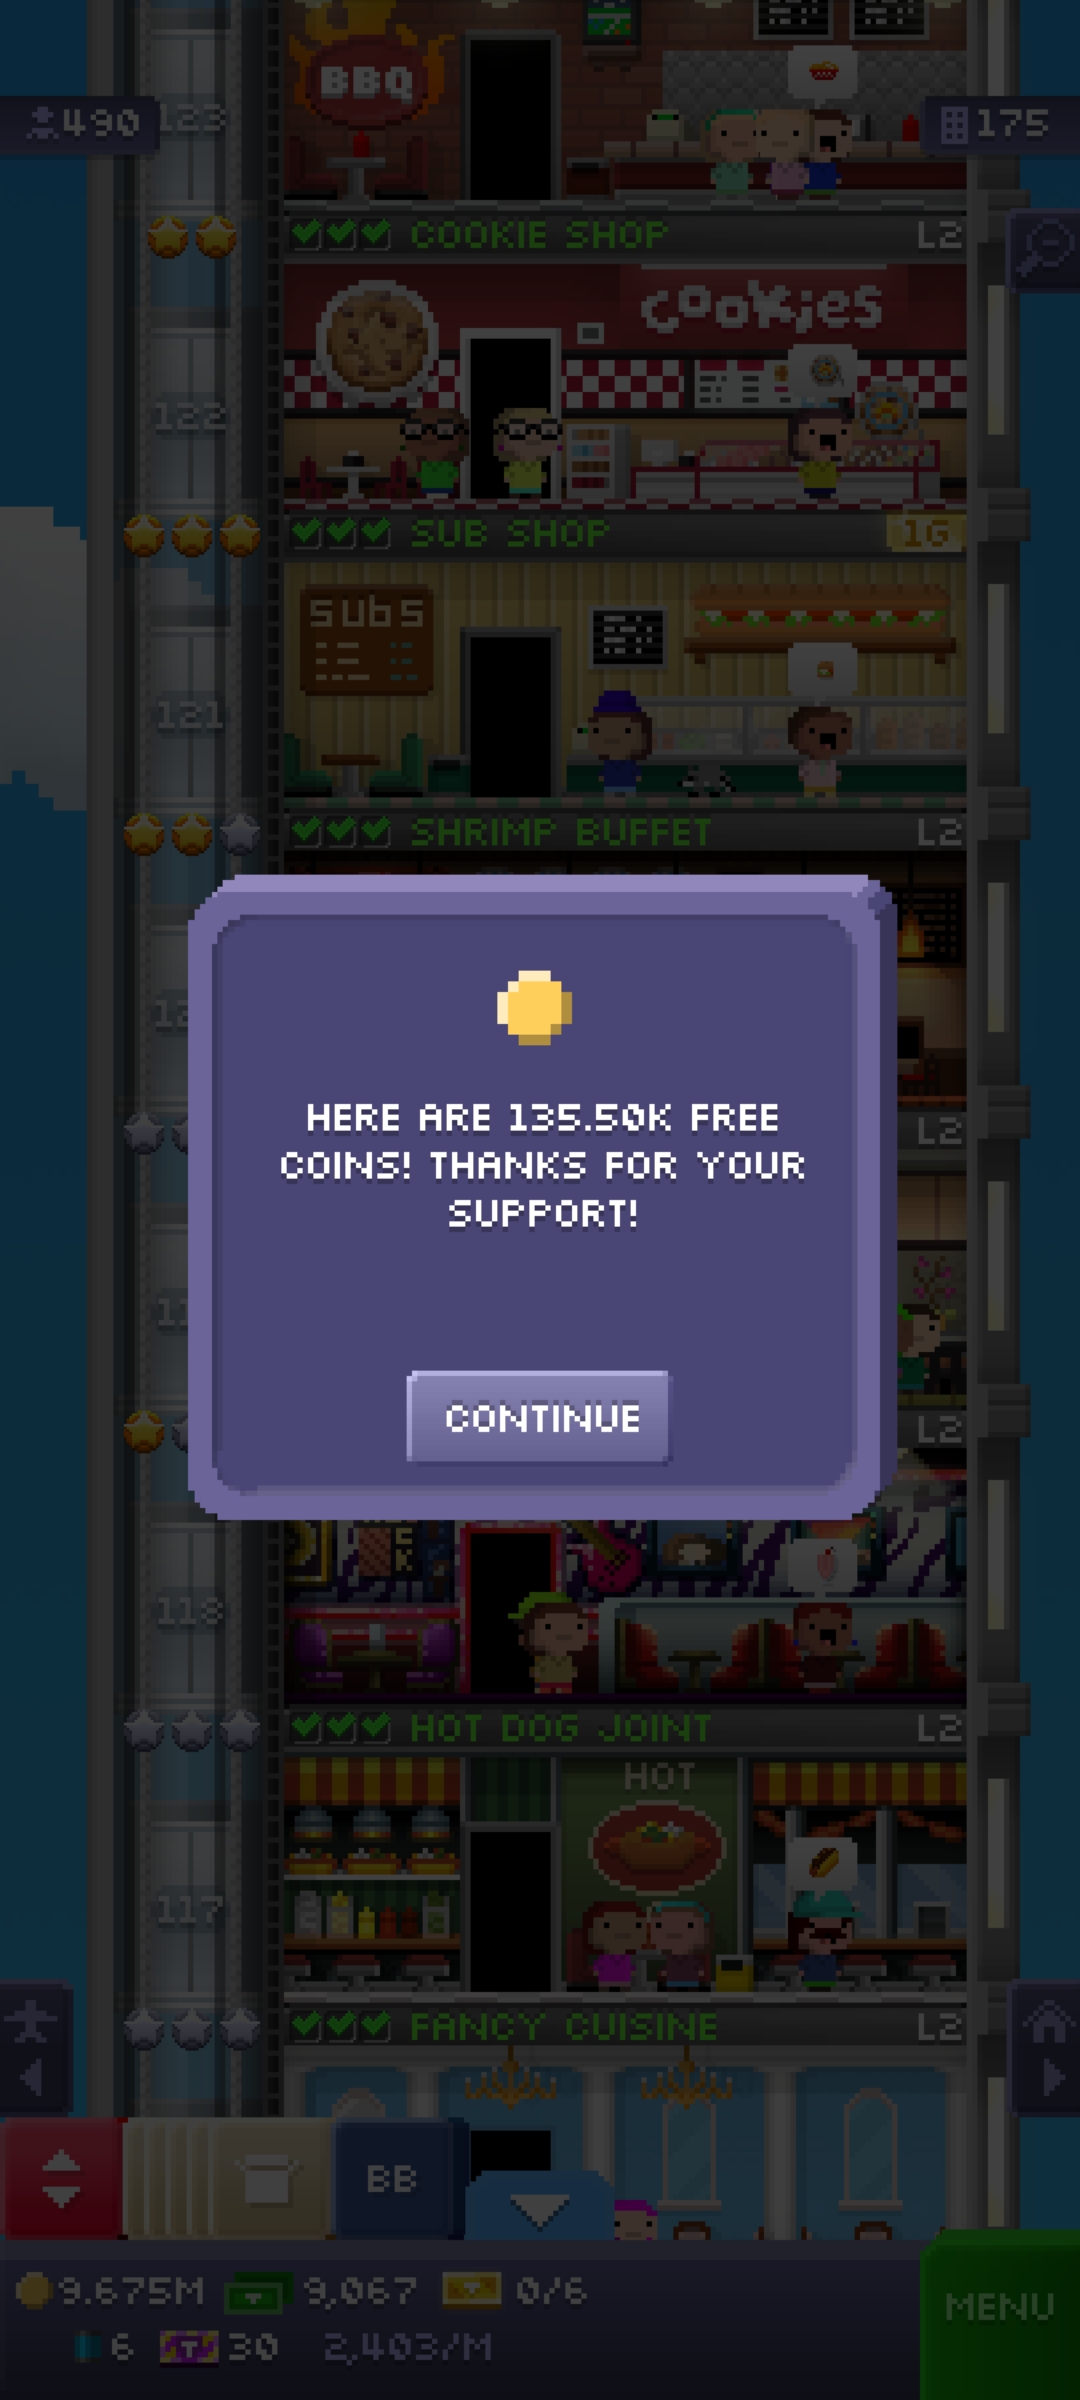 BBQ
490
123
175
COOKIE SHOP
L2
cookies
122
SUB SHOP
1G
subs
121
SHRIMP BUFFET
L2
HERE ARE 135.50K FREE
COINS! THANKS FOR YOUR
SUPPORT!
L2
CONTINUE
L2
118
HOT DOG JOINT
L2
HOT
117
FANCY CUISINE
L2
BB
9.675M
9,067
0/6
MENU
6
T
30
2,403/M